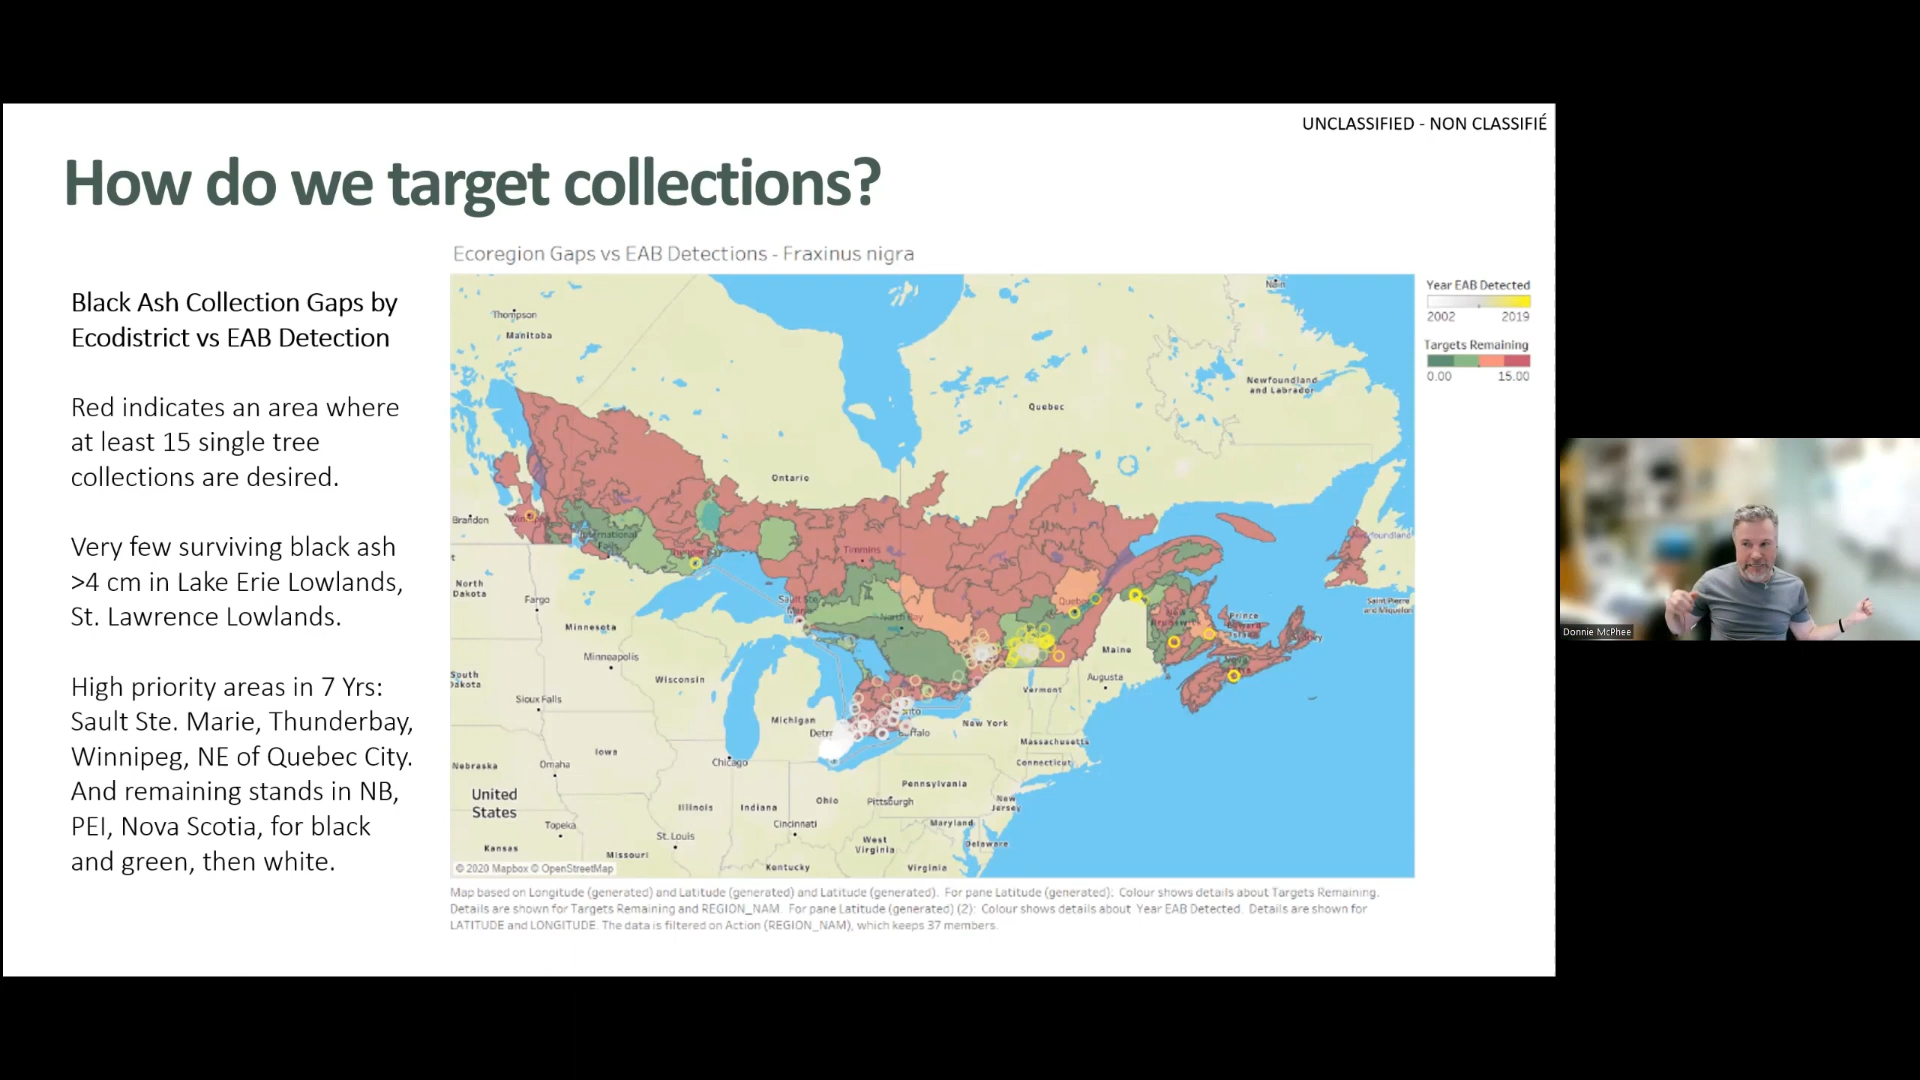 UNCLASSIFIED - NON CLASSIFIÉ
How do we target collections?
Ecoregion Gaps vs EAB Detections - Fraxinus nigra
Black Ash Collection Gaps by
Ecodistrict vs EAB Detection
Red indicates an area where
at least 15 single tree
collections are desired.
Very few surviving black ash
>4 cm in Lake Erie Lowlands,
St. Lawrence Lowlands.
High priority areas in 7 Yrs:
Sault Ste. Marie, Thunderbay,
Winnipeg, NE of Quebec City.
And remaining stands in NB,
PEI, Nova Scotia, for black
and green, then white.
Year EAB Detected
2002 2019
Targets Remaining
0.00 15.00
Nain
Thompson
Manitoba
Newfoundland
and Labrador
Quebec
Ontario
Brandon
International
Falls
Timmins
North
Dakota
Fargo
Sault Ste
North Bay
Quebec
Prince
Edward
Saint Pierre
and Miquelon
Minnesota
Minneapolis
Wisconsin
Maine
Augusta
South
Dakota
Sioux Falls
Vermont
Michigan
New York
Massachusetts
Connecticut
Iowa
Chicago
Nebraska
Omaha
United
States
Illinois
Indiana
Ohio
Pittsburgh
Pennsylvania
New
Jersey
Topeka
Cincinnati
Maryland
Delaware
St. Louis
West
Virginia
Kansas
Missouri
Kentucky
Virginia
© 2020 Mapbox © OpenStreetMap
Map based on Longitude (generated) and Latitude (generated) and Latitude (generated). For pane Latitude (generated): Colour shows details about Targets Remaining.
Details are shown for Targets Remaining and REGION_NAM. For pane Latitude (generated) (2): Colour shows details about Year EAB Detected. Details are shown for
LATITUDE and LONGITUDE. The data is filtered on Action (REGION_NAM), which keeps 37 members.
Donnie McPhee